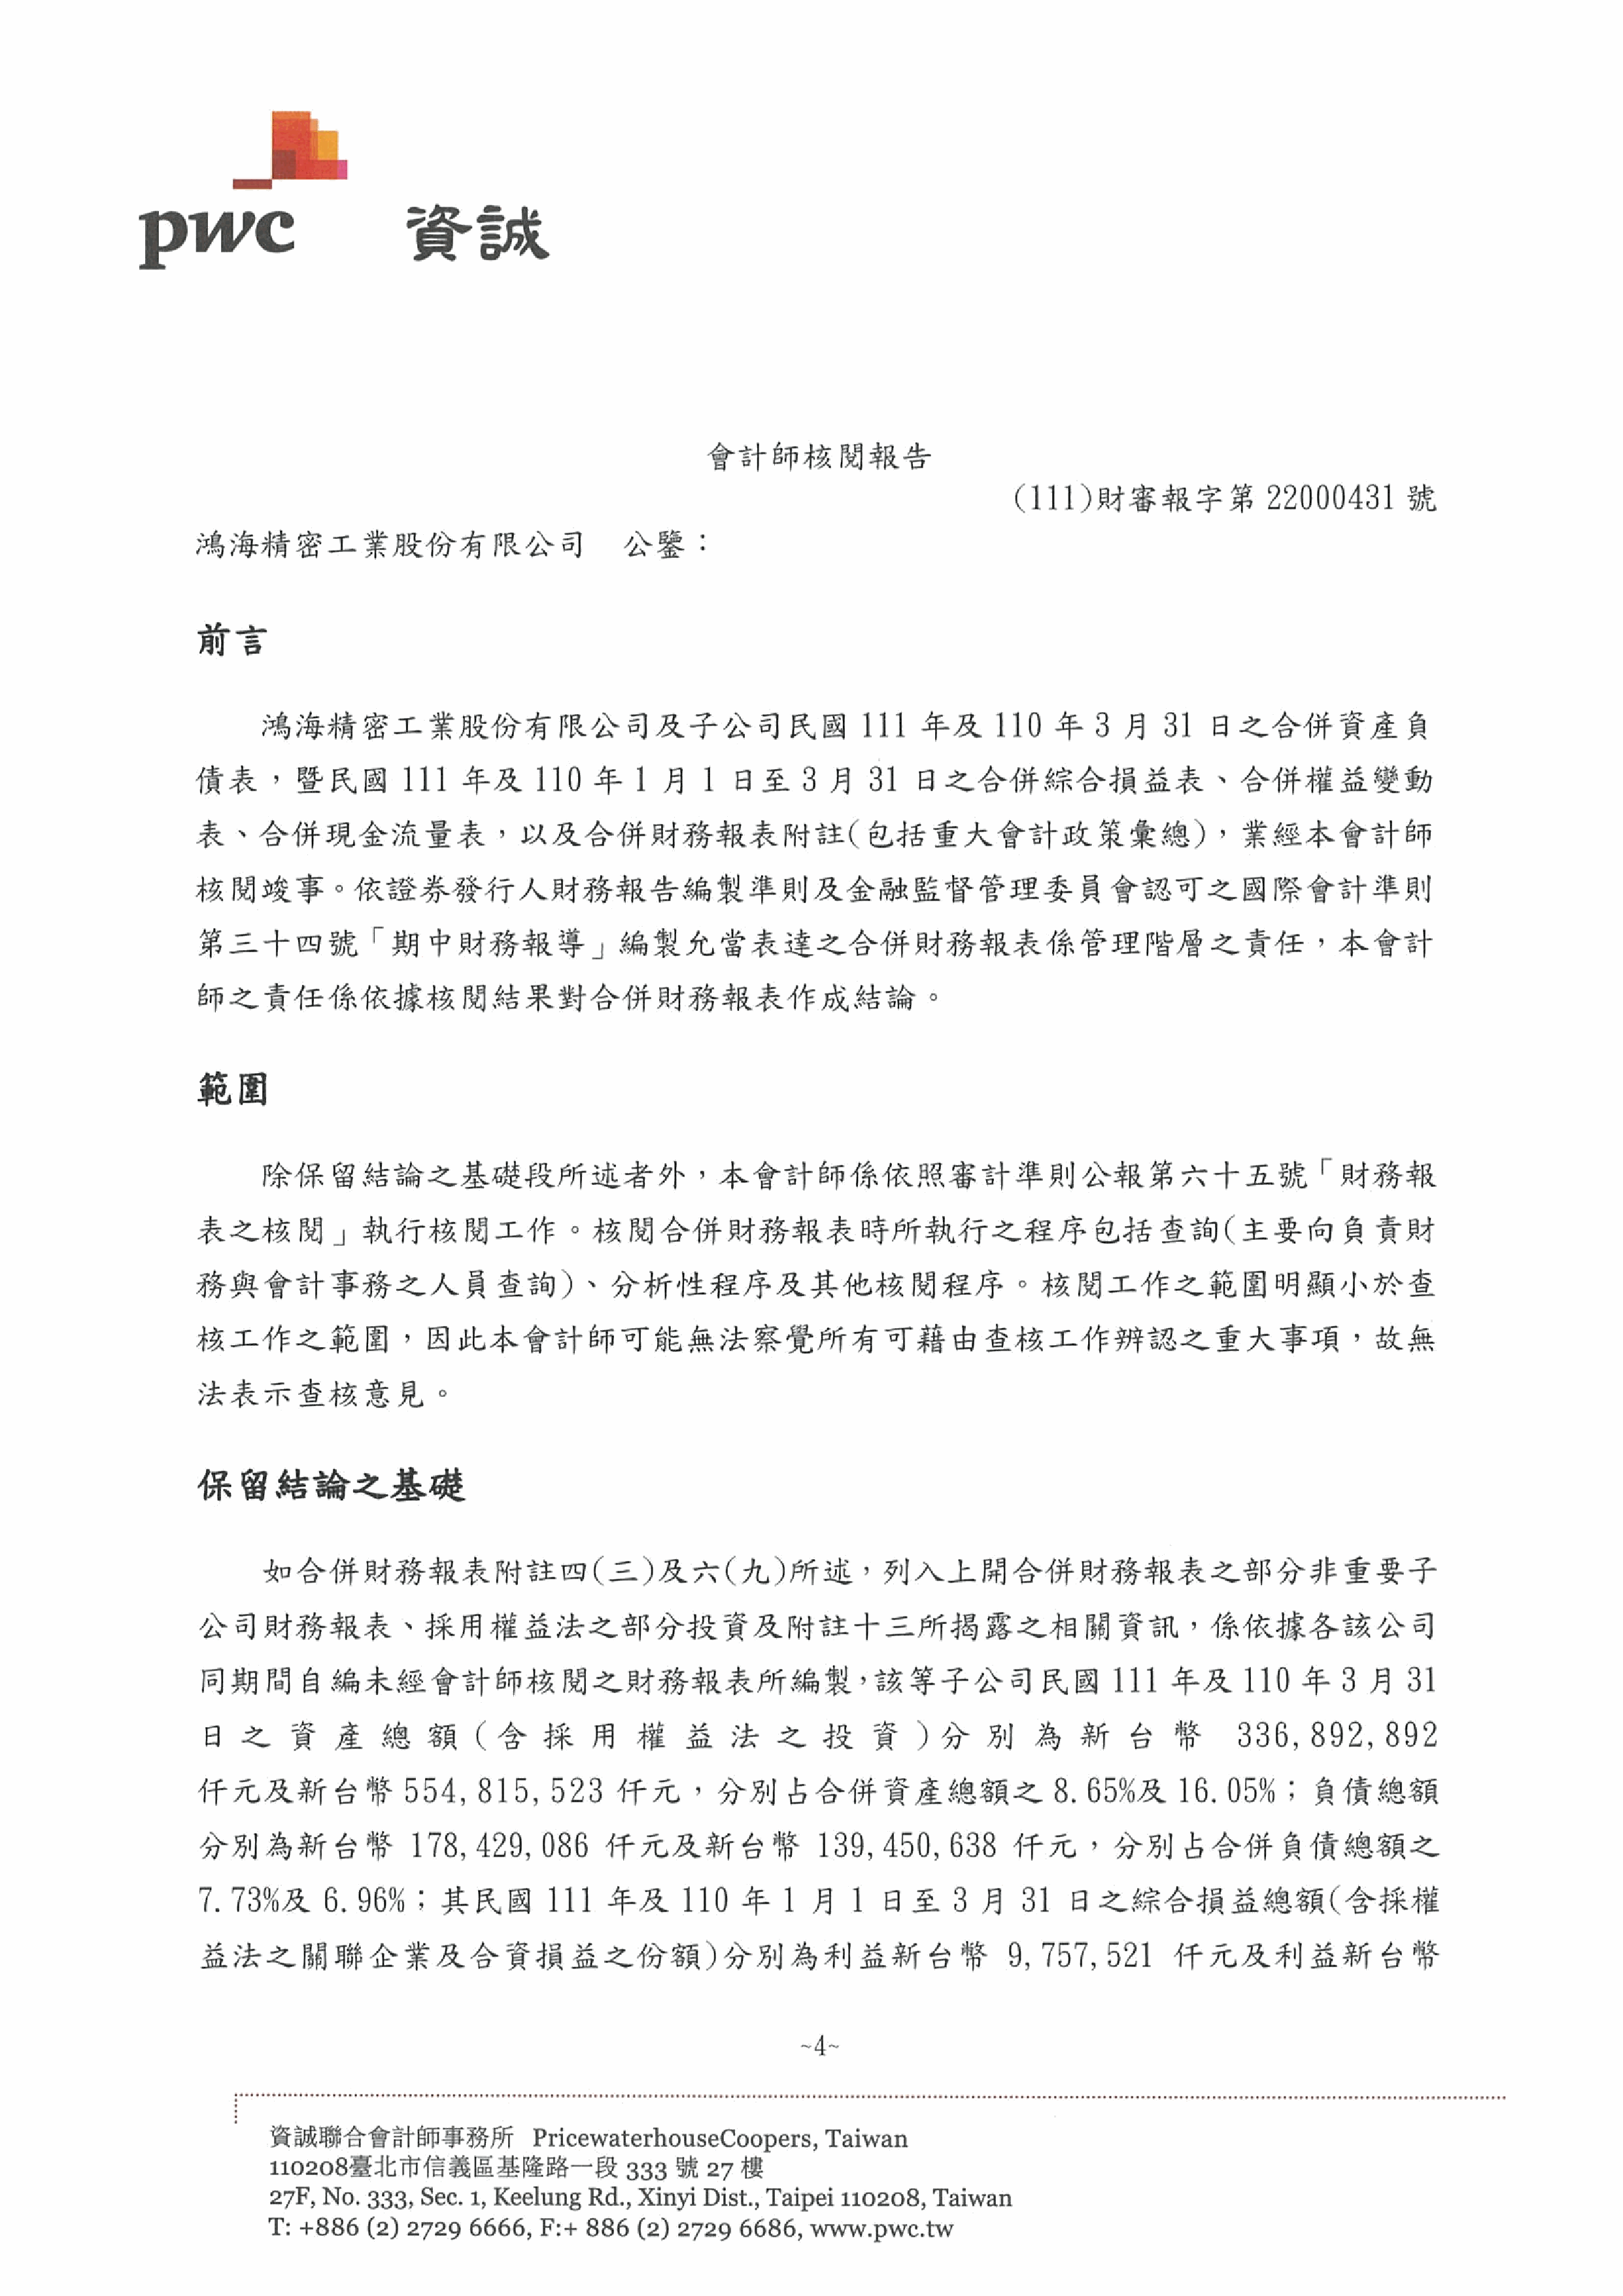 pwc 資誠
會計師核閱報告
(111)財審報字第 22000431 號
鴻海精密工業股份有限公司 公鑒：
前言
鴻海精密工業股份有限公司及子公司民國 111 年及 110 年 3 月 31 日之合併資產負
債表，暨民國 111 年及 110 年 1 月 1 日至 3 月 31 日之合併綜合損益表、合併權益變動
表、合併現金流量表，以及合併財務報表附註(包括重大會計政策彙總)，業經本會計師
核閱竣事。依證券發行人財務報告編製準則及金融監督管理委員會認可之國際會計準則
第三十四號「期中財務報導」編製允當表達之合併財務報表係管理階層之責任，本會計
師之責任係依據核閱結果對合併財務報表作成結論。
範圍
除保留結論之基礎段所述者外，本會計師係依照審計準則公報第六十五號「財務報
表之核閱」執行核閱工作。核閱合併財務報表時所執行之程序包括查詢(主要向負責財
務與會計事務之人員查詢)、分析性程序及其他核閱程序。核閱工作之範圍明顯小於查
核工作之範圍，因此本會計師可能無法察覺所有可藉由查核工作辨認之重大事項，故無
法表示查核意見。
保留結論之基礎
如合併財務報表附註四(三)及六(九)所述，列入上開合併財務報表之部分非重要子
公司財務報表、採用權益法之部分投資及附註十三所揭露之相關資訊，係依據各該公司
同期間自編未經會計師核閱之財務報表所編製，該等子公司民國 111 年及 110 年 3 月 31
日之資產總額(含採用權益法之投資)分別為新台幣 336,892,892
仟元及新台幣 554,815,523 仟元，分別占合併資產總額之 8.65%及 16.05%；負債總額
分別為新台幣 178,429,086 仟元及新台幣 139,450,638 仟元，分別占合併負債總額之
7.73%及 6.96%；其民國 111 年及 110 年 1 月 1 日至 3 月 31 日之綜合損益總額(含採權
益法之關聯企業及合資損益之份額)分別為利益新台幣 9,757,521 仟元及利益新台幣
~4~
資誠聯合會計師事務所 PricewaterhouseCoopers, Taiwan
110208臺北市信義區基隆路一段 333 號 27 樓
27F, No. 333, Sec. 1, Keelung Rd., Xinyi Dist., Taipei 110208, Taiwan
T: +886 (2) 2729 6666, F:+ 886 (2) 2729 6686, www.pwc.tw